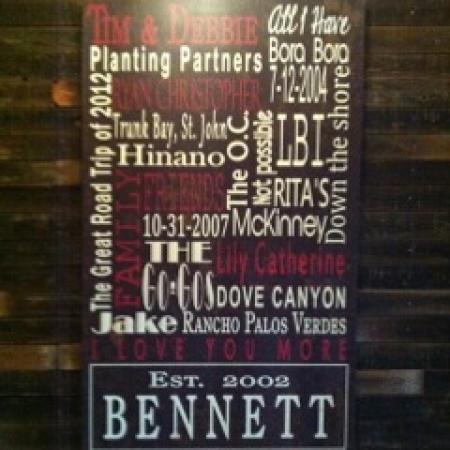 TIM & DEBBIE
All I Have
Planting Partners
Bora Bora
7-12-2004
RYAN CHRISTOPHER
The Great Road Trip of 2012
Trunk Bay, St. John
Hinano
The O.C.
Not possible
LBI
Down the shore
FAMILY
FRIENDS
RITA'S
10-31-2007
McKinney
THE
GO-GOS
Lily Catherine
DOVE CANYON
Jake
RANCHO PALOS VERDES
I LOVE YOU MORE
EST. 2002
BENNETT